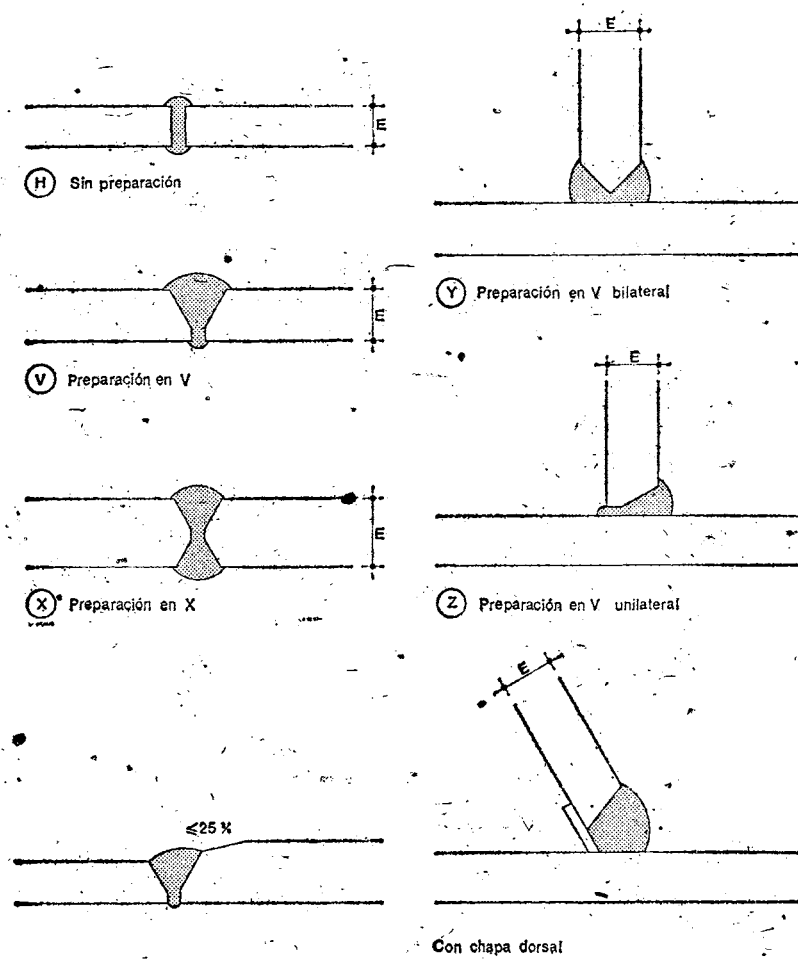 E
H Sin preparación
E
V Preparación en V
E
X Preparación en X
≤25 %
E
Y Preparación en V bilateral
E
Z Preparación en V unilateral
E
Con chapa dorsal